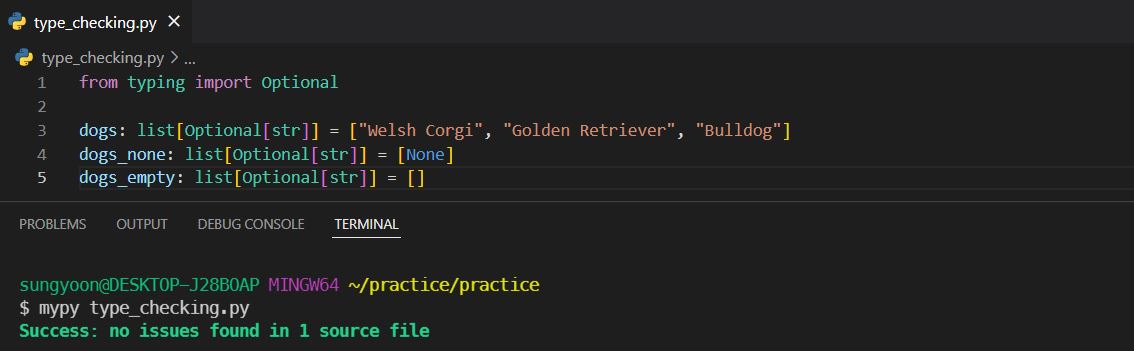 type_checking.py ×
type_checking.py > ...
1 from typing import Optional
2
3 dogs: list[Optional[str]] = ["Welsh Corgi", "Golden Retriever", "Bulldog"]
4 dogs_none: list[Optional[str]] = [None]
5 dogs_empty: list[Optional[str]] = []
PROBLEMS OUTPUT DEBUG CONSOLE TERMINAL
sungyoon@DESKTOP-J28BOAP MINGW64 ~/practice/practice
$ mypy type_checking.py
Success: no issues found in 1 source file